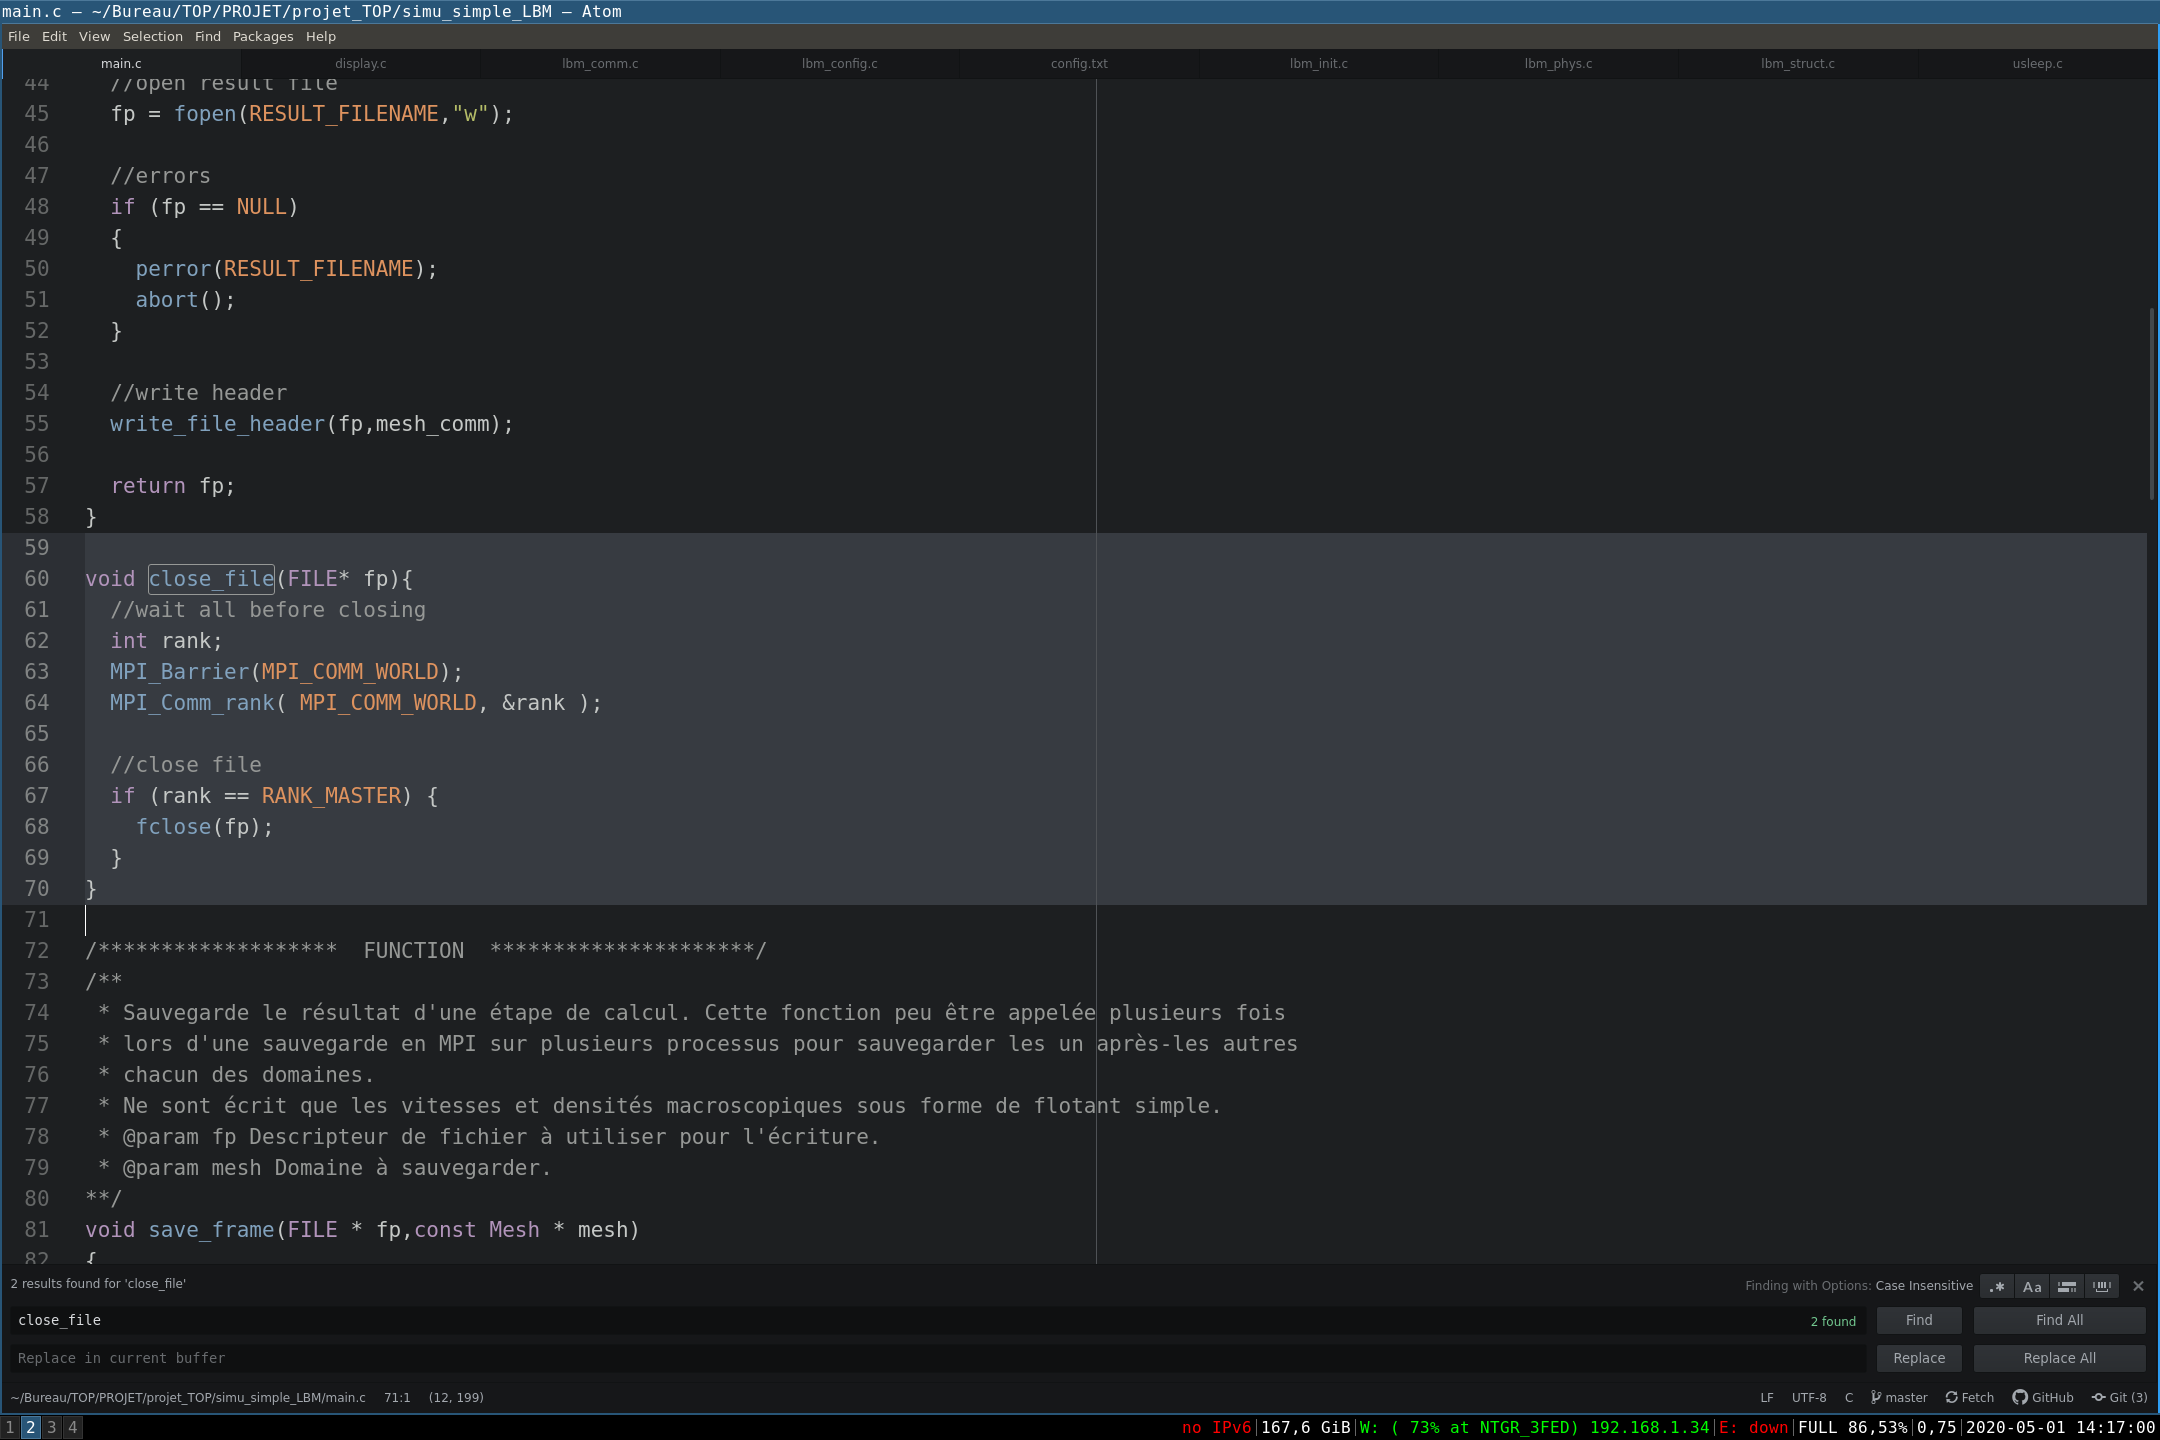 main.c — ~/Bureau/TOP/PROJET/projet_TOP/simu_simple_LBM — Atom
File Edit View Selection Find Packages Help
main.c display.c lbm_comm.c lbm_config.c config.txt lbm_init.c lbm_phys.c lbm_struct.c usleep.c
44 //open result file
45 fp = fopen(RESULT_FILENAME,"w");
46
47 //errors
48 if (fp == NULL)
49 {
50 perror(RESULT_FILENAME);
51 abort();
52 }
53
54 //write header
55 write_file_header(fp,mesh_comm);
56
57 return fp;
58 }
59
60 void close_file(FILE* fp){
61 //wait all before closing
62 int rank;
63 MPI_Barrier(MPI_COMM_WORLD);
64 MPI_Comm_rank( MPI_COMM_WORLD, &rank );
65
66 //close file
67 if (rank == RANK_MASTER) {
68 fclose(fp);
69 }
70 }
71
72 /******************* FUNCTION *********************/
73 /**
74 * Sauvegarde le résultat d'une étape de calcul. Cette fonction peu être appelée plusieurs fois
75 * lors d'une sauvegarde en MPI sur plusieurs processus pour sauvegarder les un après-les autres
76 * chacun des domaines.
77 * Ne sont écrit que les vitesses et densités macroscopiques sous forme de flotant simple.
78 * @param fp Descripteur de fichier à utiliser pour l'écriture.
79 * @param mesh Domaine à sauvegarder.
80 **/
81 void save_frame(FILE * fp,const Mesh * mesh)
82 {
2 results found for 'close_file' Finding with Options: Case Insensitive .* Aa
close_file 2 found Find Find All
Replace in current buffer Replace Replace All
~/Bureau/TOP/PROJET/projet_TOP/simu_simple_LBM/main.c 71:1 (12, 199) LF UTF-8 C master Fetch GitHub Git (3)
1 2 3 4 no IPv6|167,6 GiB|W: ( 73% at NTGR_3FED) 192.168.1.34|E: down|FULL 86,53%|0,75|2020-05-01 14:17:00